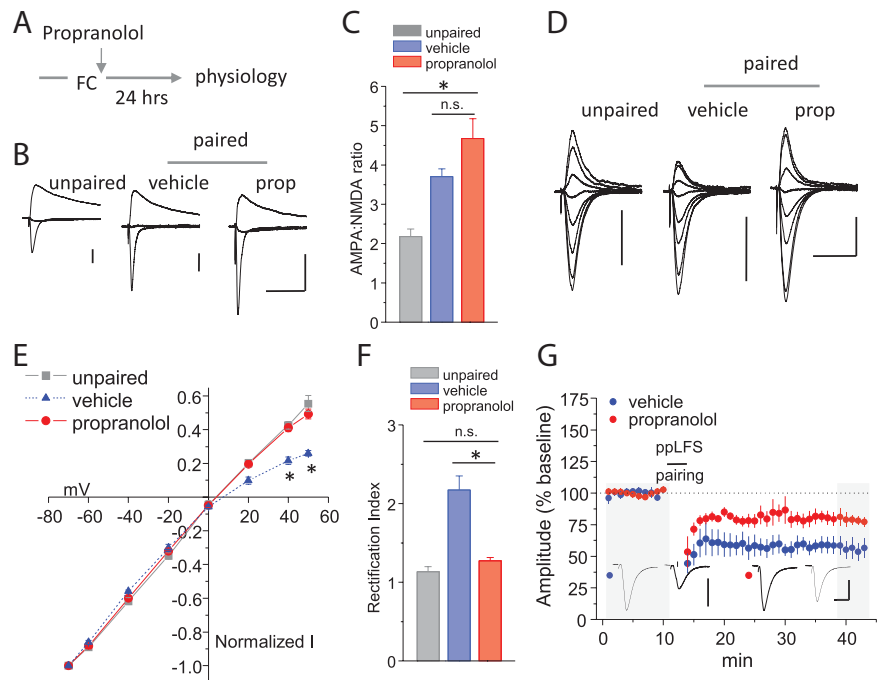 A
Propranolol
FC
24 hrs
physiology
B
paired
unpaired
vehicle
prop
C
unpaired
vehicle
propranolol
*
n.s.
AMPA:NMDA ratio
6
5
4
3
2
1
0
D
paired
unpaired
vehicle
prop
E
unpaired
vehicle
propranolol
mV
0.6
0.4
0.2
-80 -60 -40 -20 0 20 40 60
-0.2
-0.4
-0.6
-0.8
-1.0
* *
Normalized I
F
unpaired
vehicle
propranolol
n.s.
*
Rectification Index
3
2
1
0
G
vehicle
propranolol
ppLFS
pairing
Amplitude (% baseline)
175
150
125
100
75
50
25
0
0 10 20 30 40
min